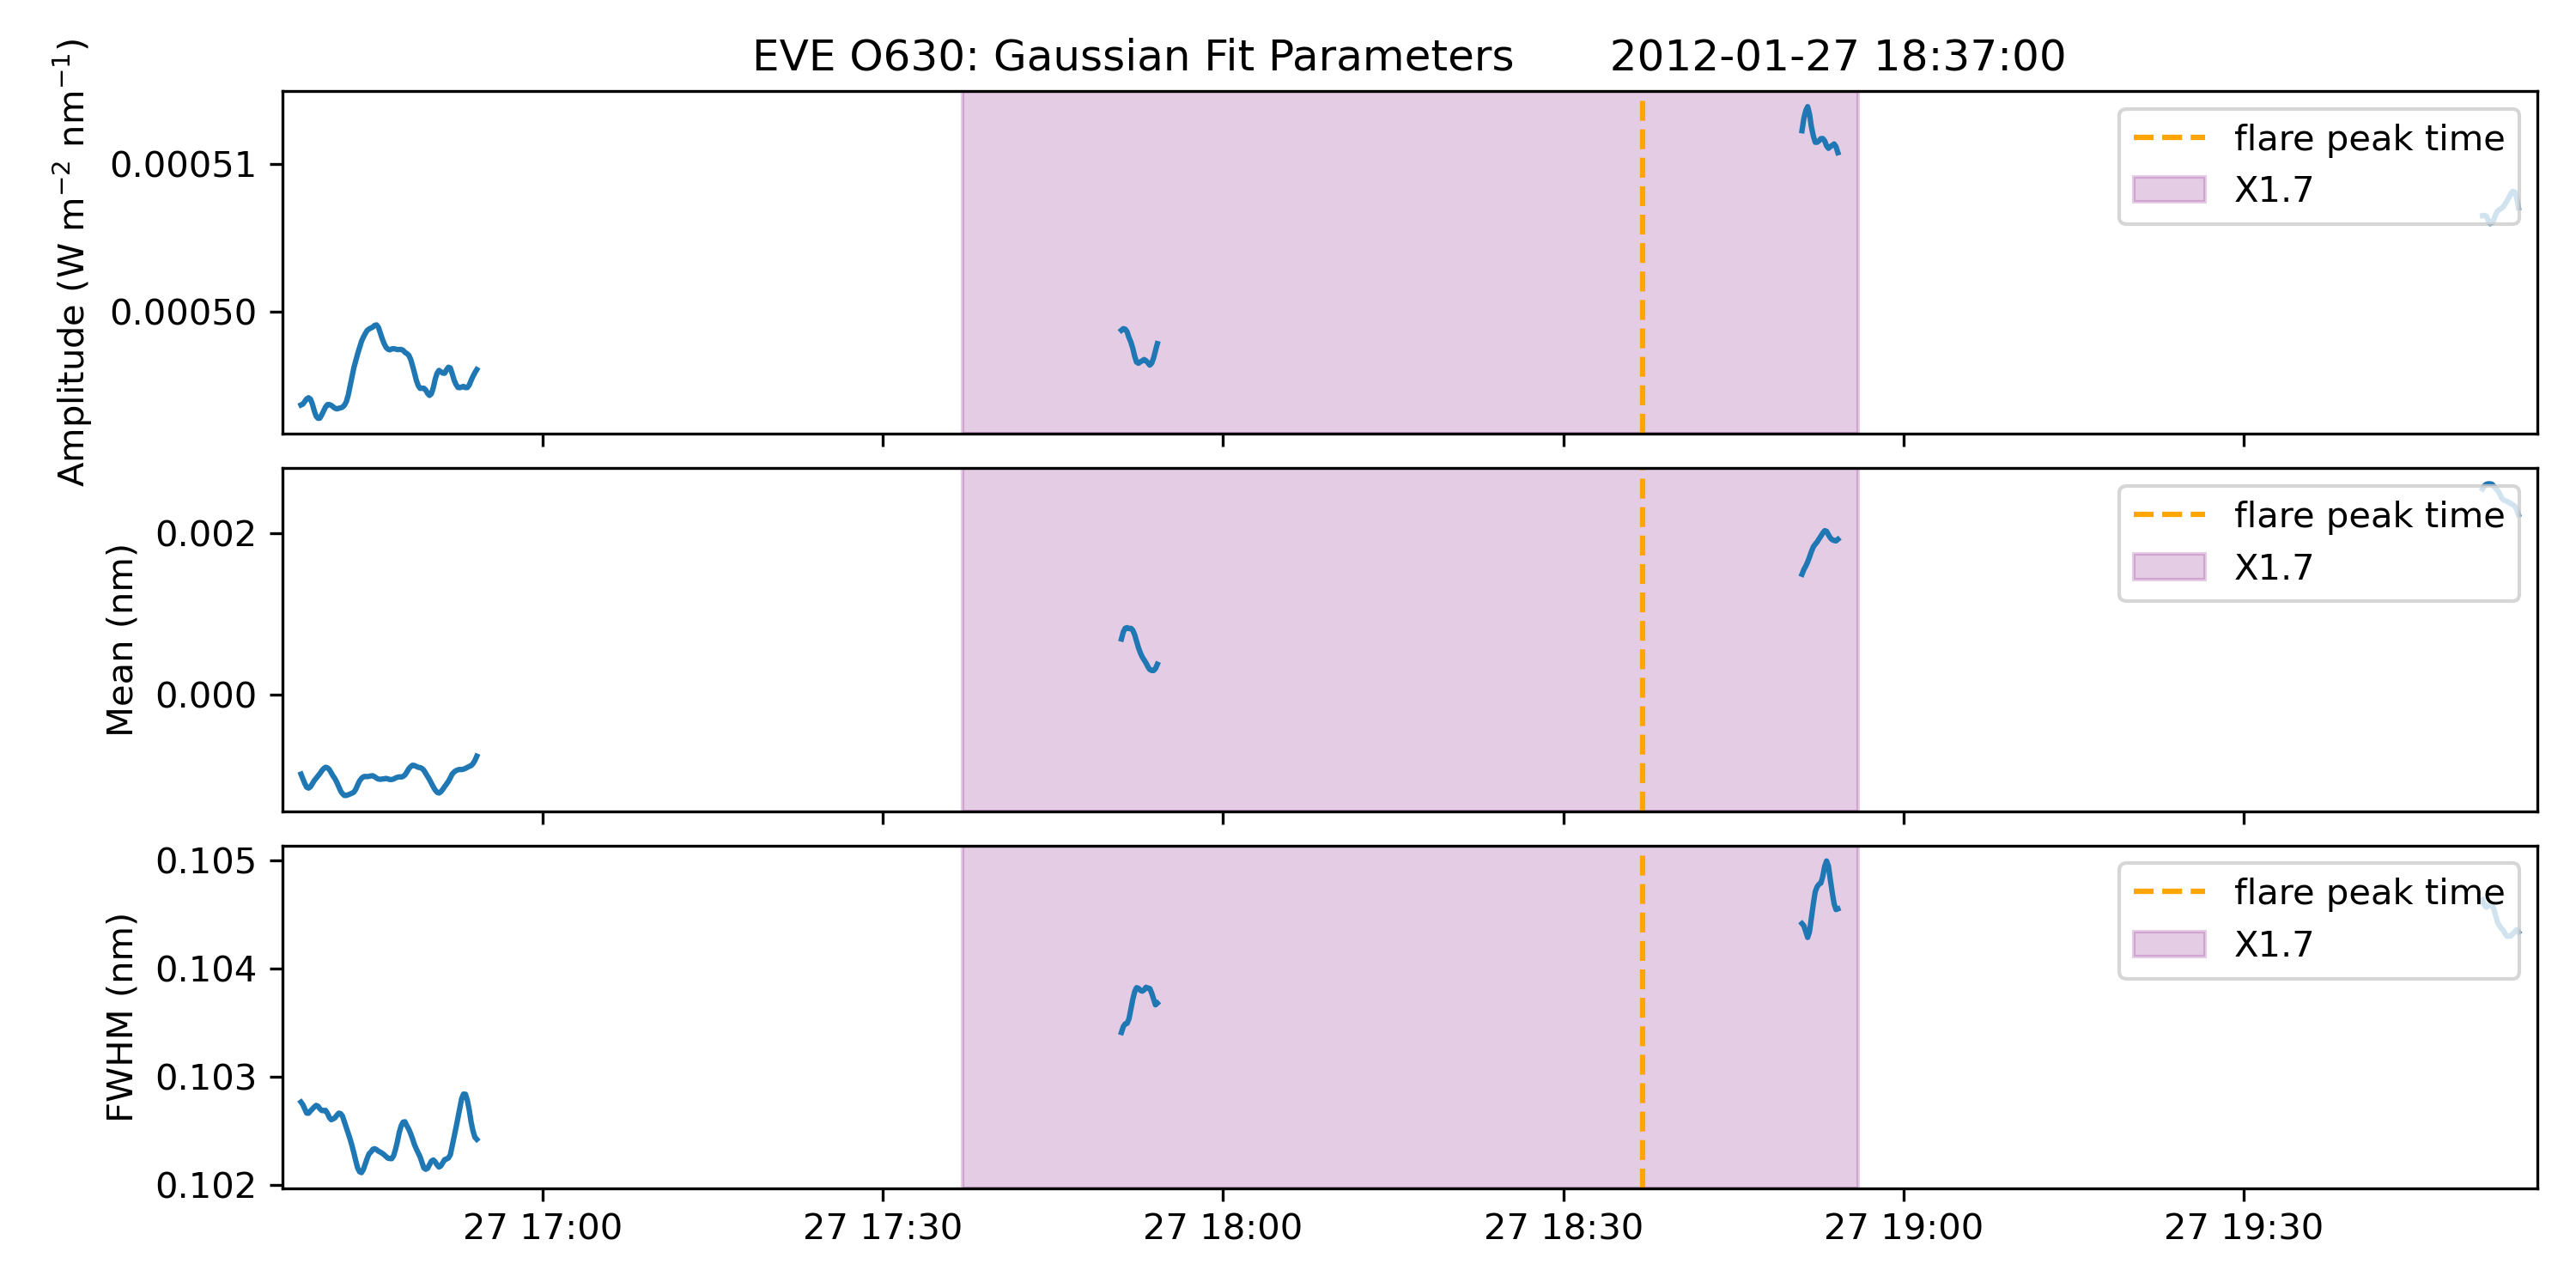 EVE O630: Gaussian Fit Parameters 2012-01-27 18:37:00
Amplitude (W m⁻² nm⁻¹)
0.00051
0.00050
flare peak time
X1.7
Mean (nm)
0.002
0.000
flare peak time
X1.7
FWHM (nm)
0.105
0.104
0.103
0.102
flare peak time
X1.7
27 17:00
27 17:30
27 18:00
27 18:30
27 19:00
27 19:30